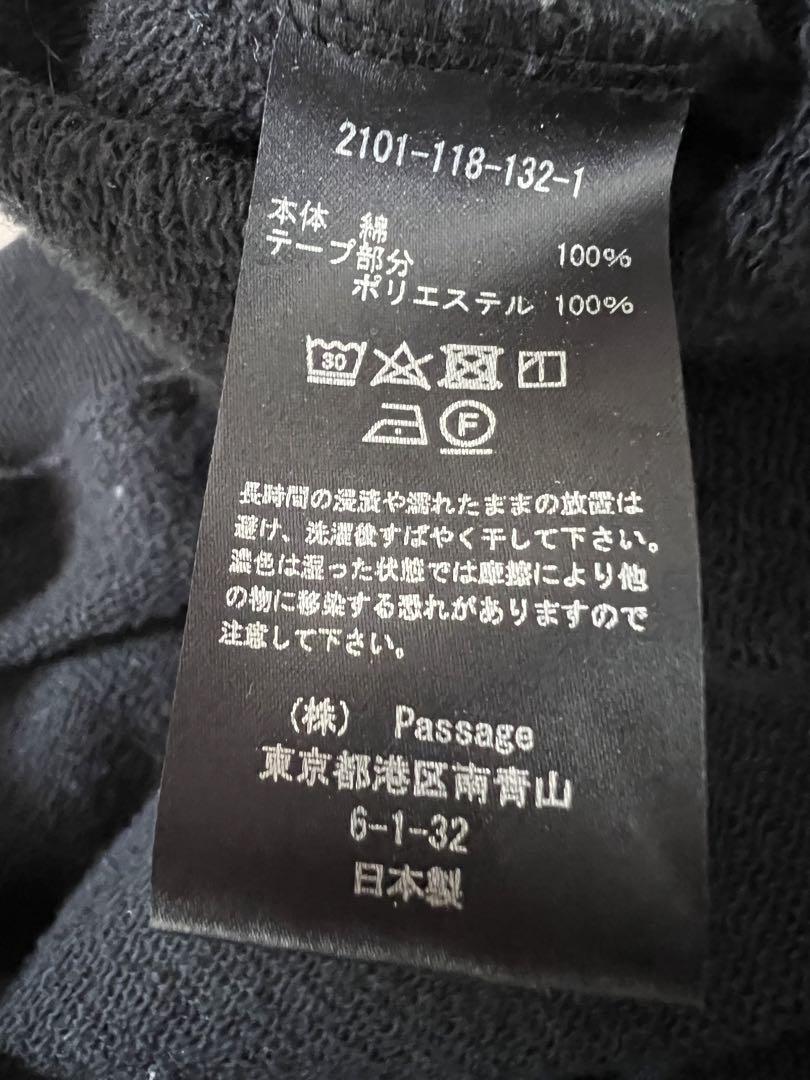 2101-118-132-1
本体 綿 100%
テープ部分
ポリエステル 100%
30
F
長時間の浸漬や濡れたままの放置は
避け、洗濯後すばやく干して下さい。
濃色は湿った状態では摩擦により他
の物に移染する恐れがありますので
注意して下さい。
(株) Passage
東京都港区南青山
6-1-32
日本製